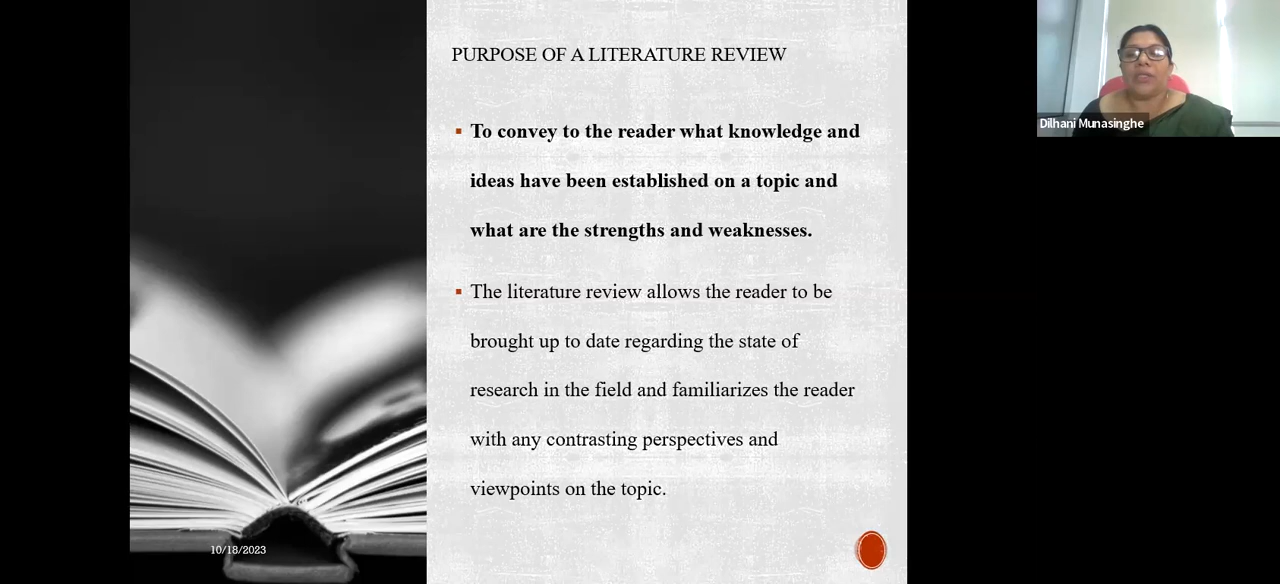 PURPOSE OF A LITERATURE REVIEW
▪ To convey to the reader what knowledge and
ideas have been established on a topic and
what are the strengths and weaknesses.
▪ The literature review allows the reader to be
brought up to date regarding the state of
research in the field and familiarizes the reader
with any contrasting perspectives and
viewpoints on the topic.
10/18/2023
Dilhani Munasinghe